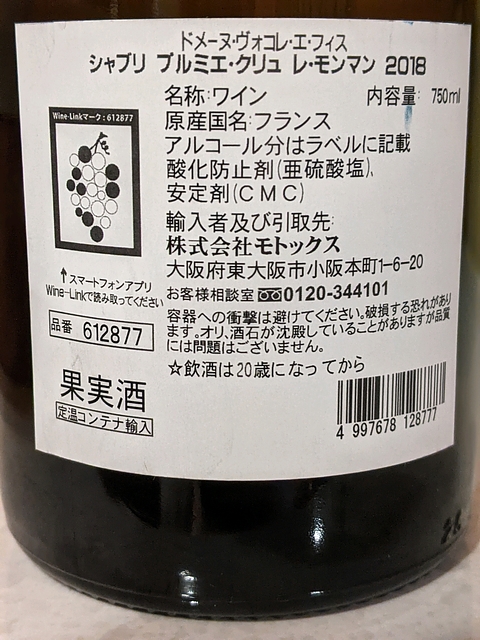 ドメーヌ・ヴォコレ・エ・フィス
シャブリ プルミエ・クリュ レ・モンマン 2018
名称:ワイン 内容量: 750ml
原産国名:フランス
アルコール分はラベルに記載
酸化防止剤(亜硫酸塩)、
安定剤(CMC)
輸入者及び引取先:
株式会社モトックス
大阪府東大阪市小阪本町1-6-20
お客様相談室 0120-344101
容器への衝撃は避けてください。破損する恐れがあり
ます。オリ、酒石が沈殿していることがありますが品質
には問題はございません。
☆飲酒は20歳になってから
Wine-Linkマーク:612877
↑スマートフォンアプリ
Wine-Linkで読み取ってください
品番 612877
果実酒
定温コンテナ輸入
4 997678 128777